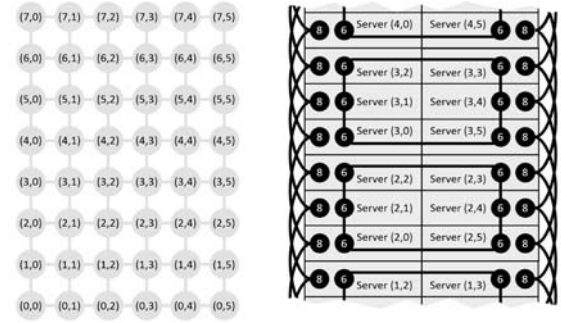 (7,0) (7,1) (7,2) (7,3) (7,4) (7,5)
(6,0) (6,1) (6,2) (6,3) (6,4) (6,5)
(5,0) (5,1) (5,2) (5,3) (5,4) (5,5)
(4,0) (4,1) (4,2) (4,3) (4,4) (4,5)
(3,0) (3,1) (3,2) (3,3) (3,4) (3,5)
(2,0) (2,1) (2,2) (2,3) (2,4) (2,5)
(1,0) (1,1) (1,2) (1,3) (1,4) (1,5)
(0,0) (0,1) (0,2) (0,3) (0,4) (0,5)
8 6 Server (4,0) Server (4,5) 6 8
8 6 Server (3,2) Server (3,3) 6 8
8 6 Server (3,1) Server (3,4) 6 8
8 6 Server (3,0) Server (3,5) 6 8
8 6 Server (2,2) Server (2,3) 6 8
8 6 Server (2,1) Server (2,4) 6 8
8 6 Server (2,0) Server (2,5) 6 8
8 6 Server (1,2) Server (1,3) 6 8